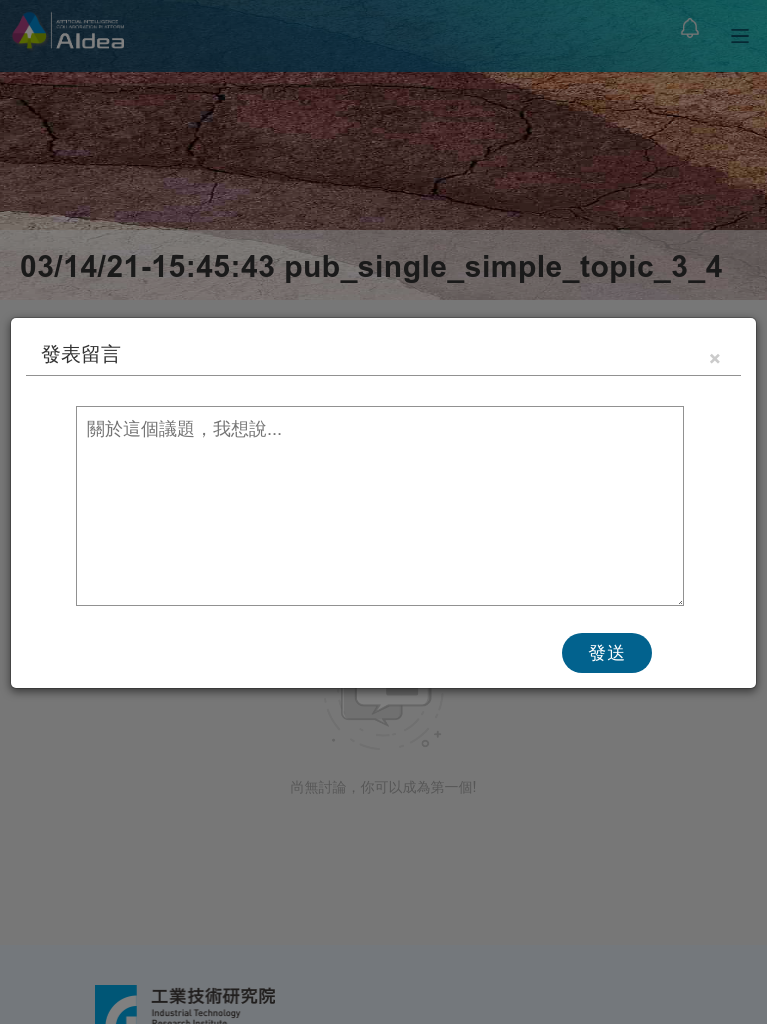 ARTIFICIAL INTELLIGENCE
COLLABORATION PLATFORM
AIdea
03/14/21-15:45:43 pub_single_simple_topic_3_4
發表留言
×
關於這個議題，我想說...
發送
尚無討論，你可以成為第一個!
工業技術研究院
Industrial Technology
Research Institute